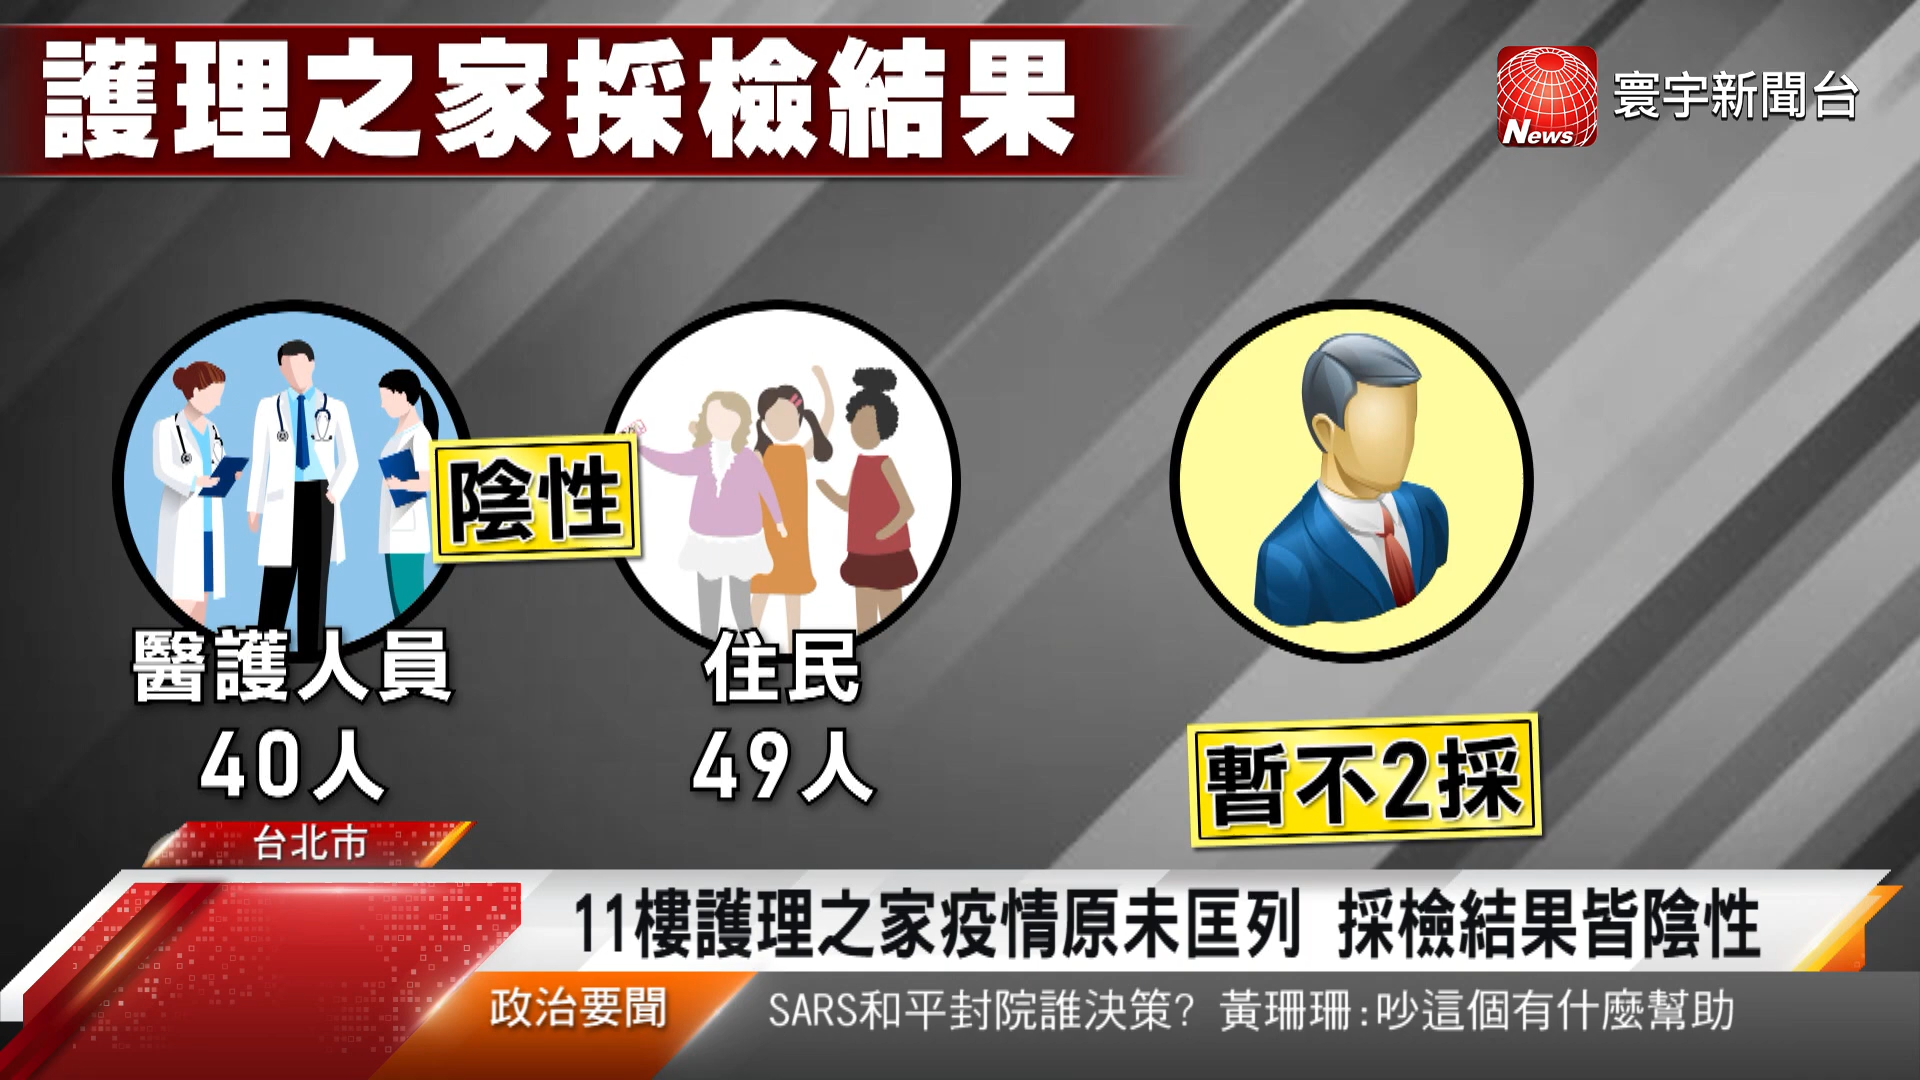 護理之家採檢結果
News
寰宇新聞台
陰性
醫護人員
40人
住民
49人
暫不2採
台北市
11樓護理之家疫情原未匡列 採檢結果皆陰性
政治要聞
SARS和平封院誰決策? 黃珊珊:吵這個有什麼幫助